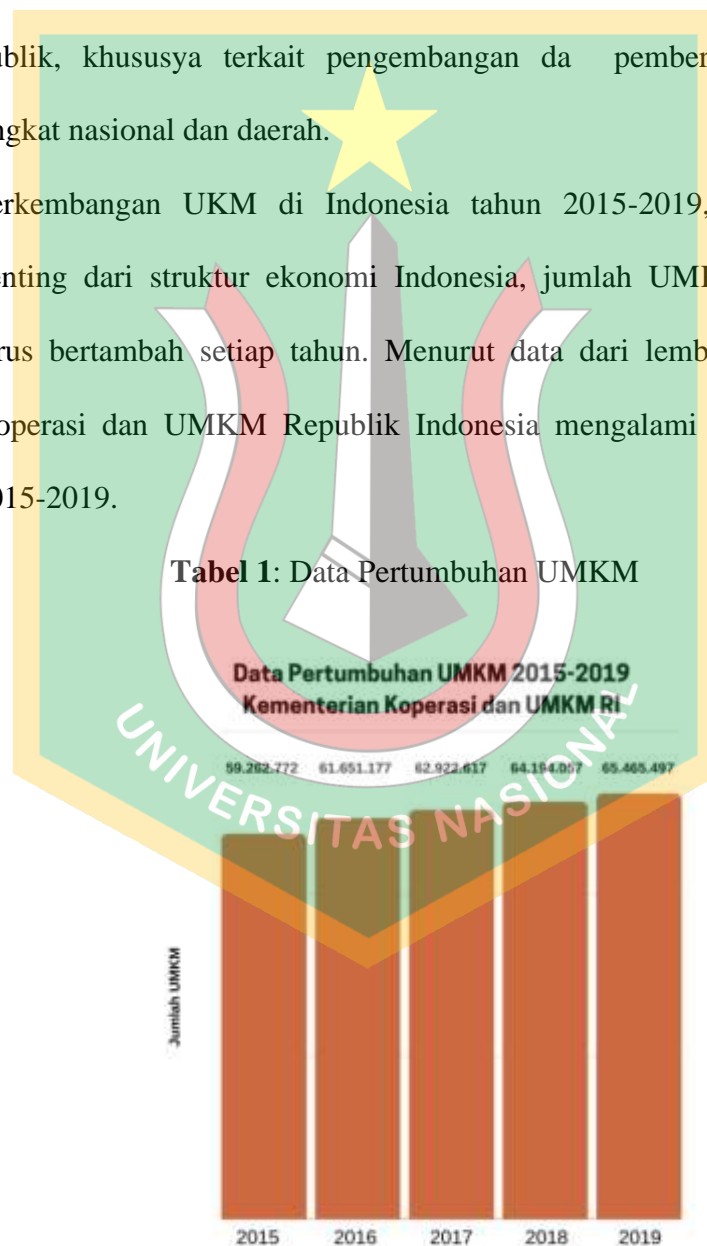 ublik, khususya terkait pengembangan da pember
ngkat nasional dan daerah.
erkembangan UKM di Indonesia tahun 2015-2019,
enting dari struktur ekonomi Indonesia, jumlah UM
rus bertambah setiap tahun. Menurut data dari lemb
operasi dan UMKM Republik Indonesia mengalami
015-2019.
Tabel 1: Data Pertumbuhan UMKM
Data Pertumbuhan UMKM 2015-2019
Kementerian Koperasi dan UMKM RI
59.262.772 61.651.177 62.922.617 64.194.057 65.465.497
UNIVERSITAS NASIONAL
Jumlah UMKM
2015 2016 2017 2018 2019